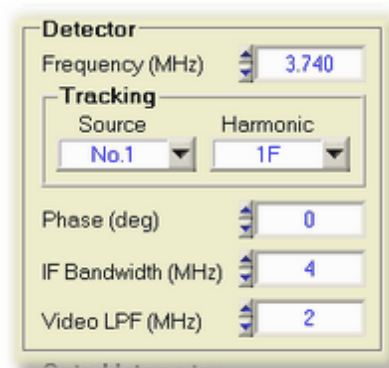 Detector
Frequency (MHz) 3.740
Tracking
Source Harmonic
No.1 1F
Phase (deg) 0
IF Bandwidth (MHz) 4
Video LPF (MHz) 2